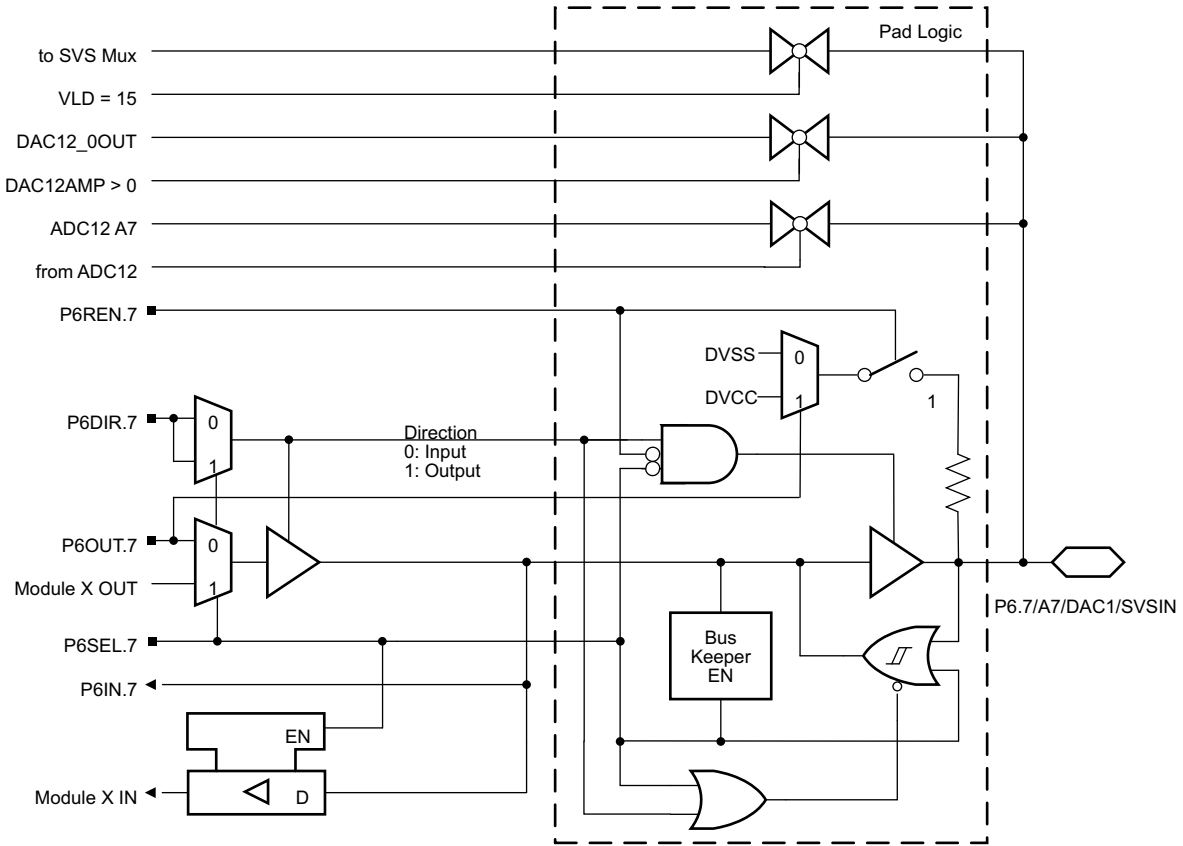 Pad Logic
to SVS Mux
VLD = 15
DAC12_0OUT
DAC12AMP > 0
ADC12 A7
from ADC12
P6REN.7
DVSS
0
DVCC
1
1
P6DIR.7
0
1
Direction
0: Input
1: Output
P6OUT.7
0
Module X OUT
1
P6.7/A7/DAC1/SVSIN
P6SEL.7
Bus
Keeper
EN
P6IN.7
EN
Module X IN
D